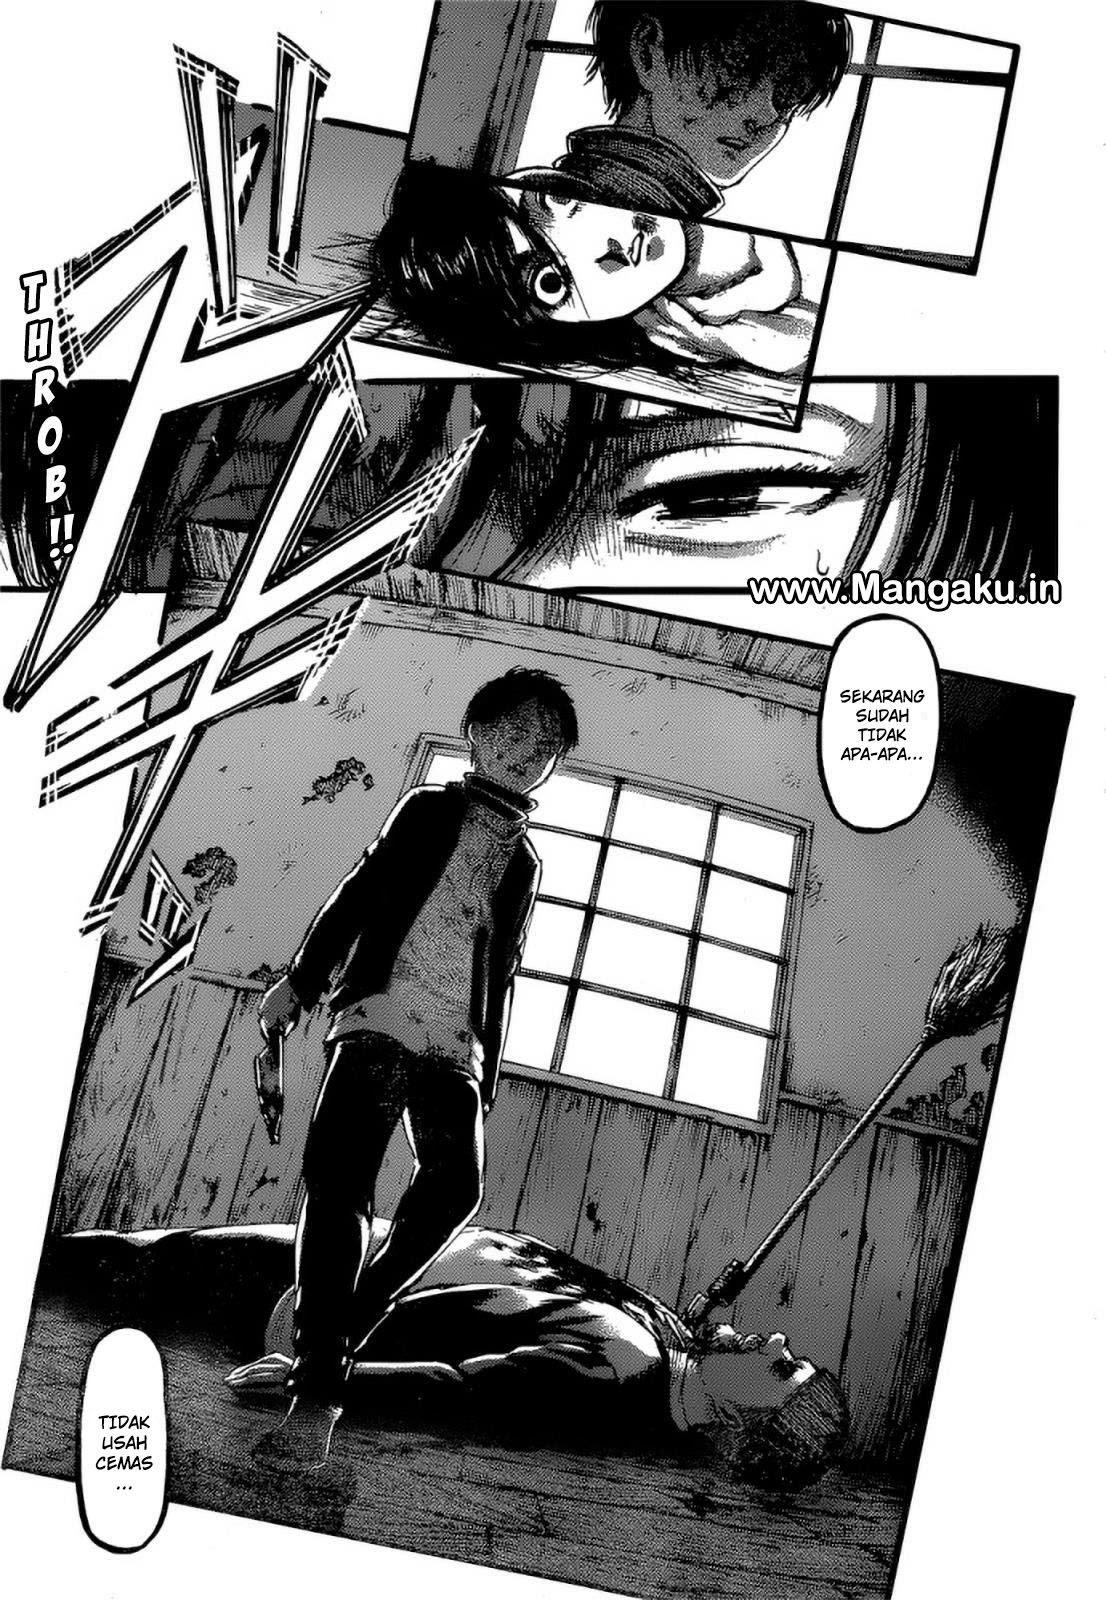 THROB!!
www.Mangaku.in
SEKARANG
SUDAH
TIDAK
APA-APA...
TIDAK
USAH
CEMAS
...